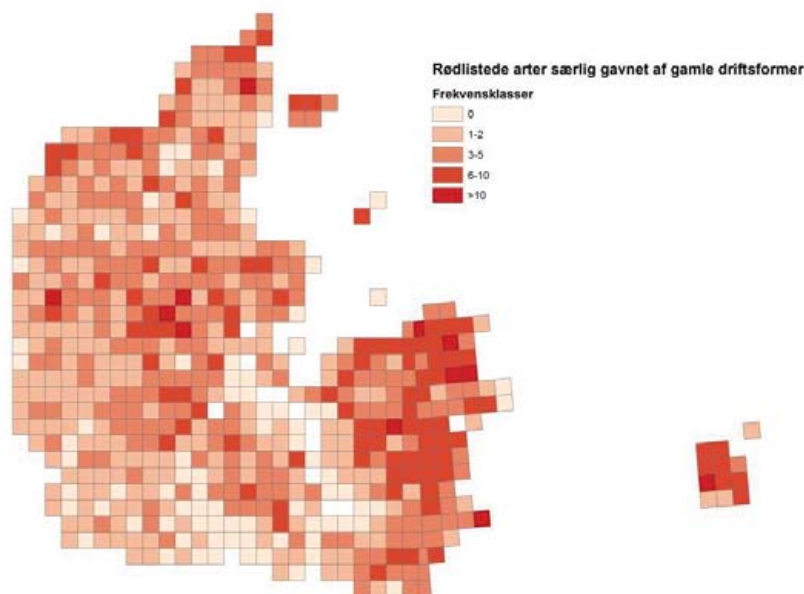 Rødlistede arter særlig gavnet af gamle driftsformer
Frekvensklasser
0
1-2
3-5
6-10
>10